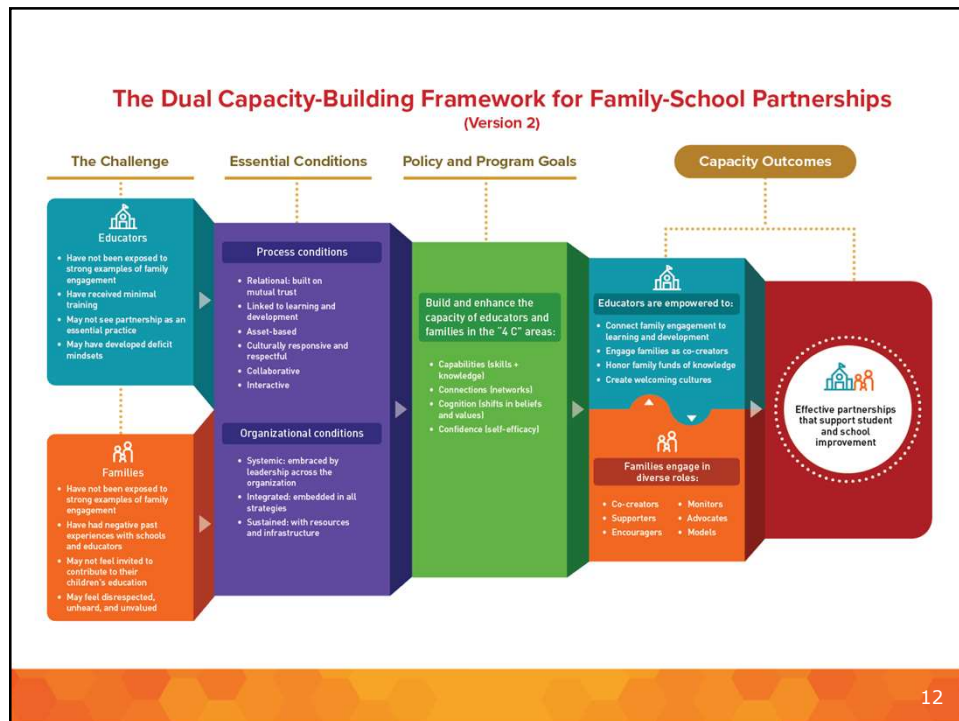 The Dual Capacity-Building Framework for Family-School Partnerships
(Version 2)
The Challenge
Essential Conditions
Policy and Program Goals
Capacity Outcomes
Educators
• Have not been exposed to
strong examples of family
engagement
• Have received minimal
training
• May not see partnership as an
essential practice
• May have developed deficit
mindsets
Families
• Have not been exposed to
strong examples of family
engagement
• Have had negative past
experiences with schools
and educators
• May not feel invited to
contribute to their
children's education
• May feel disrespected,
unheard, and unvalued
Process conditions
• Relational: built on
mutual trust
• Linked to learning and
development
• Asset-based
• Culturally responsive and
respectful
• Collaborative
• Interactive
Organizational conditions
• Systemic: embraced by
leadership across the
organization
• Integrated: embedded in all
strategies
• Sustained: with resources
and infrastructure
Build and enhance the
capacity of educators and
families in the "4 C" areas:
• Capabilities (skills +
knowledge)
• Connections (networks)
• Cognition (shifts in beliefs
and values)
• Confidence (self-efficacy)
Educators are empowered to:
• Connect family engagement to
learning and development
• Engage families as co-creators
• Honor family funds of knowledge
• Create welcoming cultures
Families engage in
diverse roles:
• Co-creators
• Supporters
• Encouragers
• Monitors
• Advocates
• Models
Effective partnerships
that support student
and school
improvement
12